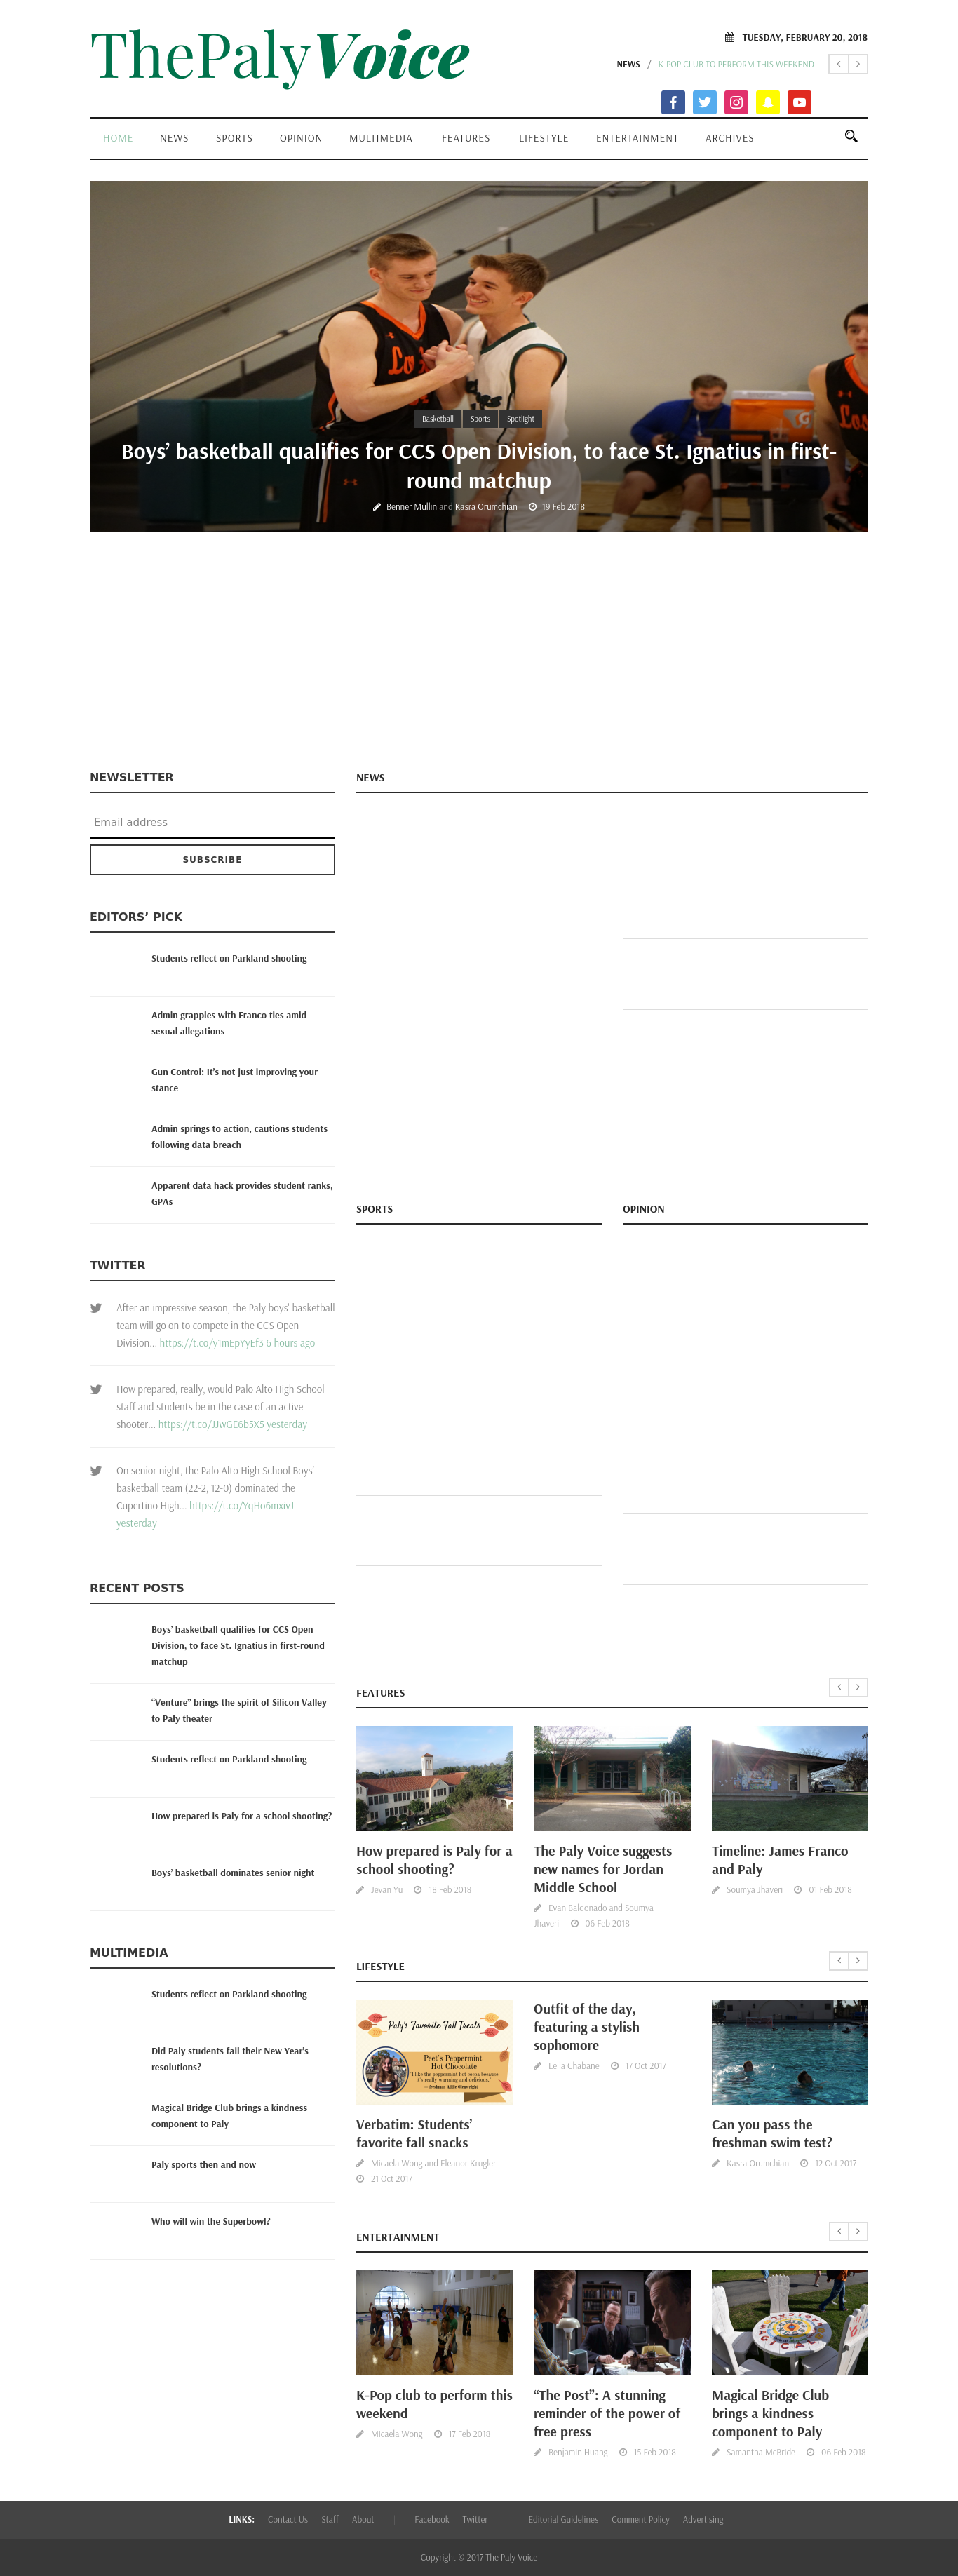 ThePalyVoice
TUESDAY, FEBRUARY 20, 2018
NEWS / K-POP CLUB TO PERFORM THIS WEEKEND
HOME NEWS SPORTS OPINION MULTIMEDIA FEATURES LIFESTYLE ENTERTAINMENT ARCHIVES
Basketball Sports Spotlight
Boys’ basketball qualifies for CCS Open Division, to face St. Ignatius in first-
round matchup
Benner Mullin and Kasra Orumchian 19 Feb 2018
NEWSLETTER
Email address
SUBSCRIBE
EDITORS’ PICK
Students reflect on Parkland shooting
Admin grapples with Franco ties amid
sexual allegations
Gun Control: It’s not just improving your
stance
Admin springs to action, cautions students
following data breach
Apparent data hack provides student ranks,
GPAs
TWITTER
After an impressive season, the Paly boys' basketball
team will go on to compete in the CCS Open
Division... https://t.co/y1mEpYyEf3 6 hours ago
How prepared, really, would Palo Alto High School
staff and students be in the case of an active
shooter... https://t.co/JJwGE6b5X5 yesterday
On senior night, the Palo Alto High School Boys'
basketball team (22-2, 12-0) dominated the
Cupertino High... https://t.co/YqHo6mxivJ
yesterday
RECENT POSTS
Boys’ basketball qualifies for CCS Open
Division, to face St. Ignatius in first-round
matchup
“Venture” brings the spirit of Silicon Valley
to Paly theater
Students reflect on Parkland shooting
How prepared is Paly for a school shooting?
Boys’ basketball dominates senior night
MULTIMEDIA
Students reflect on Parkland shooting
Did Paly students fail their New Year’s
resolutions?
Magical Bridge Club brings a kindness
component to Paly
Paly sports then and now
Who will win the Superbowl?
NEWS
SPORTS
OPINION
FEATURES
How prepared is Paly for a
school shooting?
Jevan Yu 18 Feb 2018
The Paly Voice suggests
new names for Jordan
Middle School
Evan Baldonado and Soumya
Jhaveri 06 Feb 2018
Timeline: James Franco
and Paly
Soumya Jhaveri 01 Feb 2018
LIFESTYLE
Paly's Favorite Fall Treats
Peet's Peppermint
Hot Chocolate
"I like the peppermint hot cocoa because
it's really warming and delicious."
Verbatim: Students’
favorite fall snacks
Micaela Wong and Eleanor Krugler
21 Oct 2017
Outfit of the day,
featuring a stylish
sophomore
Leila Chabane 17 Oct 2017
Can you pass the
freshman swim test?
Kasra Orumchian 12 Oct 2017
ENTERTAINMENT
K-Pop club to perform this
weekend
Micaela Wong 17 Feb 2018
“The Post”: A stunning
reminder of the power of
free press
Benjamin Huang 15 Feb 2018
Magical Bridge Club
brings a kindness
component to Paly
Samantha McBride 06 Feb 2018
LINKS: Contact Us Staff About | Facebook Twitter | Editorial Guidelines Comment Policy Advertising
Copyright © 2017 The Paly Voice